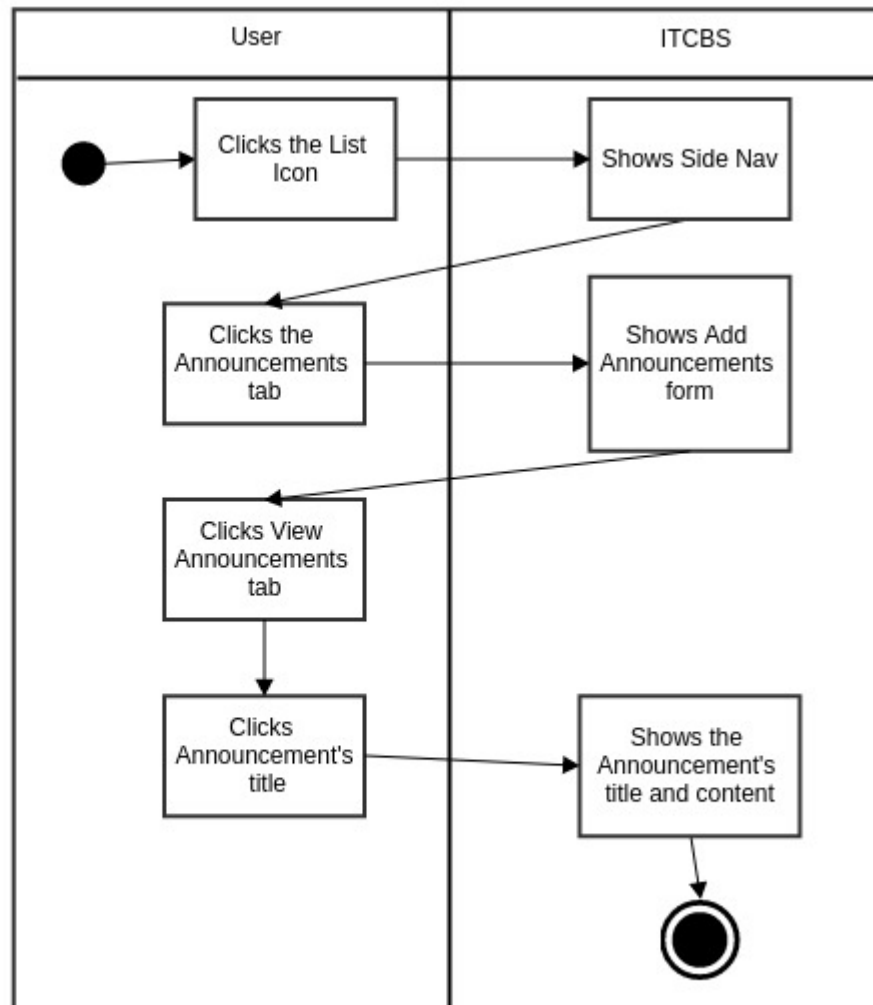 User
ITCBS
Clicks the List
Icon
Shows Side Nav
Clicks the
Announcements
tab
Shows Add
Announcements
form
Clicks View
Announcements
tab
Clicks
Announcement's
title
Shows the
Announcement's
title and content